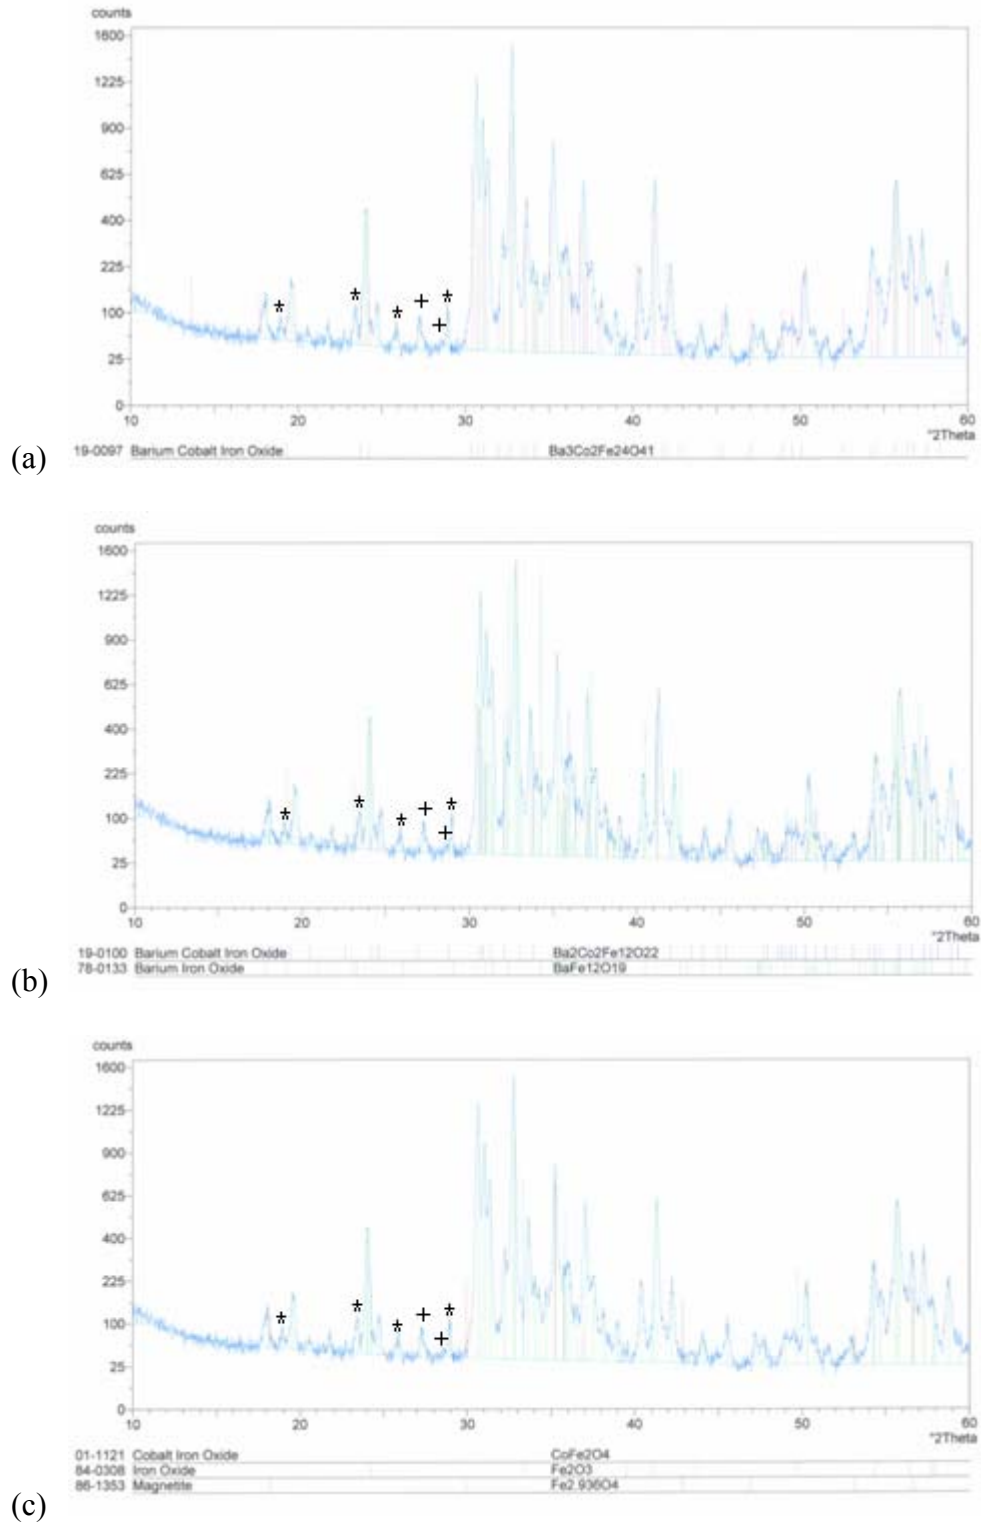 counts
1600
1225
900
625
400
225
100
25
0
* * * + + *
10 20 30 40 50 60
°2Theta
(a)
19-0097 Barium Cobalt Iron Oxide Ba3Co2Fe24O41
counts
1600
1225
900
625
400
225
100
25
0
* * * + + *
10 20 30 40 50 60
°2Theta
19-0100 Barium Cobalt Iron Oxide Ba2Co2Fe12O22
78-0133 Barium Iron Oxide BaFe12O19
(b)
counts
1600
1225
900
625
400
225
100
25
0
* * * + + *
10 20 30 40 50 60
°2Theta
01-1121 Cobalt Iron Oxide CoFe2O4
84-0308 Iron Oxide Fe2O3
86-1353 Magnetite Fe2.936O4
(c)